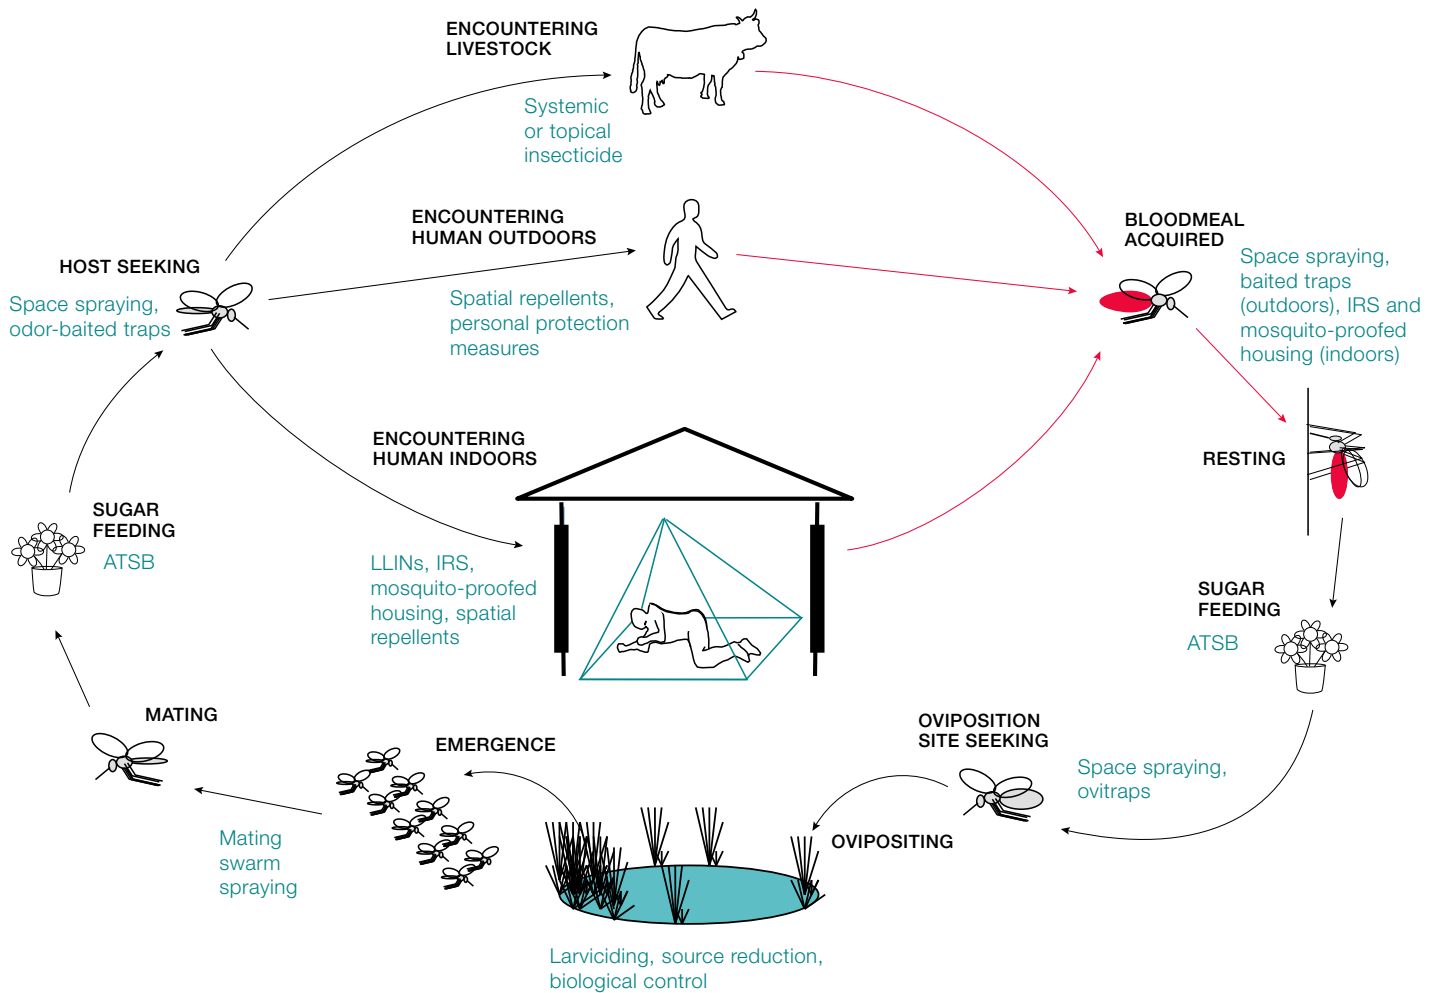 ENCOUNTERING
LIVESTOCK
Systemic
or topical
insecticide
ENCOUNTERING
HUMAN OUTDOORS
Spatial repellents,
personal protection
measures
HOST SEEKING
Space spraying,
odor-baited traps
BLOODMEAL
ACQUIRED
Space spraying,
baited traps
(outdoors), IRS and
mosquito-proofed
housing (indoors)
ENCOUNTERING
HUMAN INDOORS
LLINs, IRS,
mosquito-proofed
housing, spatial
repellents
RESTING
SUGAR
FEEDING
ATSB
SUGAR
FEEDING
ATSB
MATING
EMERGENCE
Mating
swarm
spraying
OVIPOSITION
SITE SEEKING
Space spraying,
ovitraps
OVIPOSITING
Larviciding, source reduction,
biological control